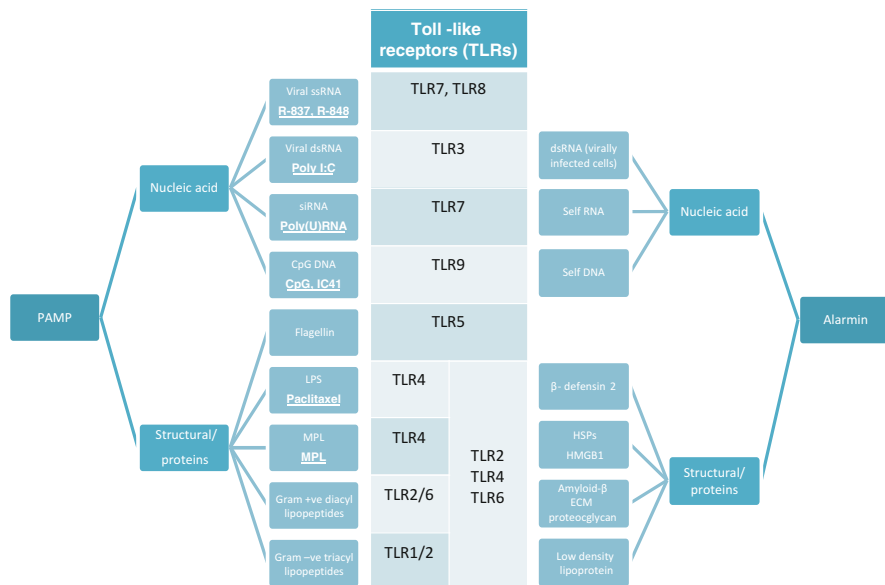 Toll -like
receptors (TLRs)
PAMP
Nucleic acid
Structural/
proteins
Viral ssRNA
R-837, R-848
Viral dsRNA
Poly I:C
siRNA
Poly(U)RNA
CpG DNA
CpG, IC41
Flagellin
LPS
Paclitaxel
MPL
MPL
Gram +ve diacyl
lipopeptides
Gram –ve triacyl
lipopeptides
TLR7, TLR8
TLR3
TLR7
TLR9
TLR5
TLR4
TLR4
TLR2/6
TLR1/2
TLR2
TLR4
TLR6
dsRNA (virally
infected cells)
Self RNA
Self DNA
β- defensin 2
HSPs
HMGB1
Amyloid-β
ECM
proteocglycan
Low density
lipoprotein
Nucleic acid
Structural/
proteins
Alarmin